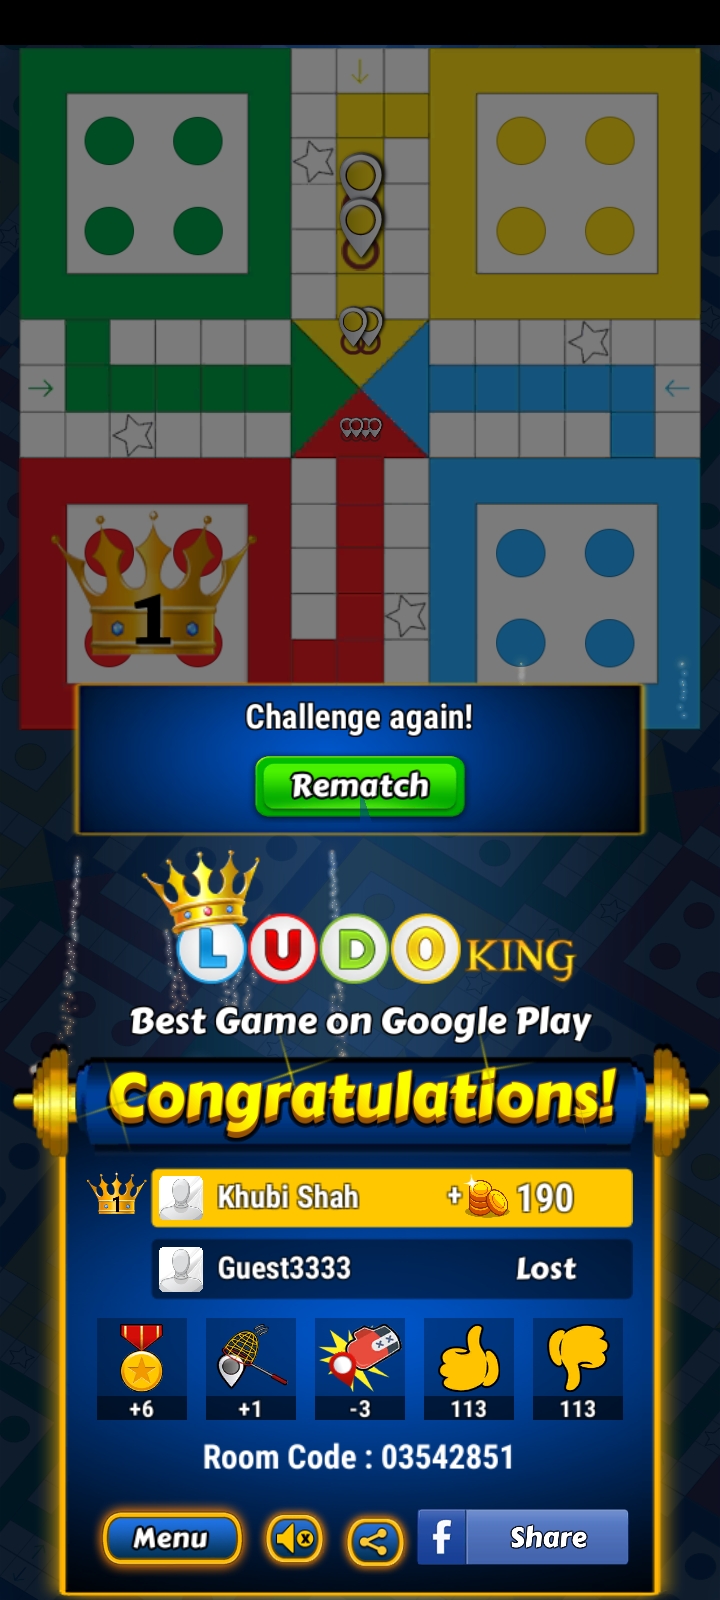 1
Challenge again!
Rematch
LUDO KING
Best Game on Google Play
Congratulations!
1 Khubi Shah + 190
Guest3333 Lost
+6 +1 -3 113 113
Room Code : 03542851
Menu f Share